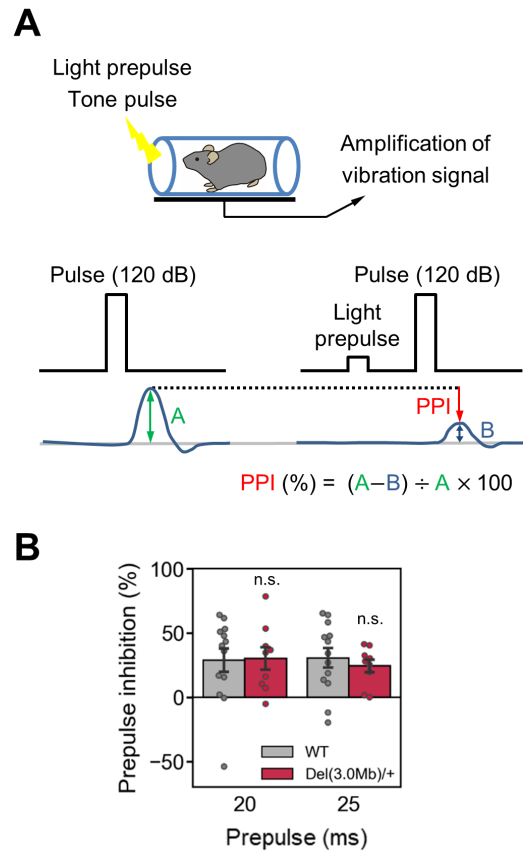 A
Light prepulse
Tone pulse
Amplification of
vibration signal
Pulse (120 dB)
Pulse (120 dB)
Light
prepulse
A
PPI
B
PPI (%) = (A−B) ÷ A × 100
B
Prepulse inhibition (%)
100
50
0
−50
n.s.
n.s.
WT
Del(3.0Mb)/+
20
25
Prepulse (ms)